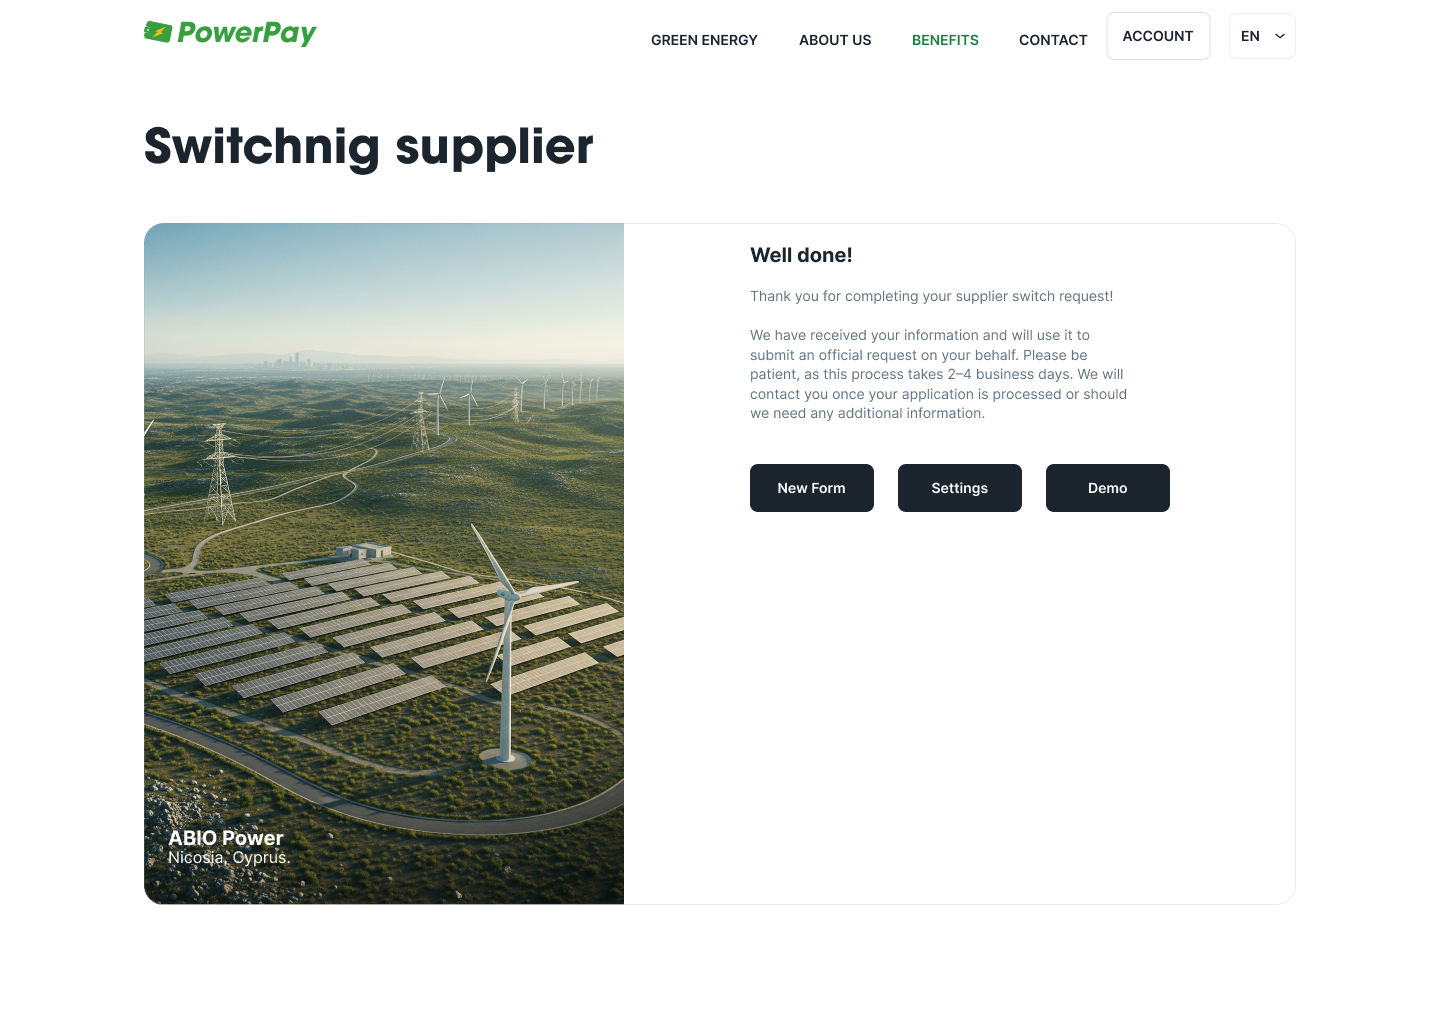 PowerPay
GREEN ENERGY
ABOUT US
BENEFITS
CONTACT
ACCOUNT
EN
Switchnig supplier
Well done!
Thank you for completing your supplier switch request!
We have received your information and will use it to
submit an official request on your behalf. Please be
patient, as this process takes 2–4 business days. We will
contact you once your application is processed or should
we need any additional information.
New Form
Settings
Demo
ABIO Power
Nicosia, Cyprus.